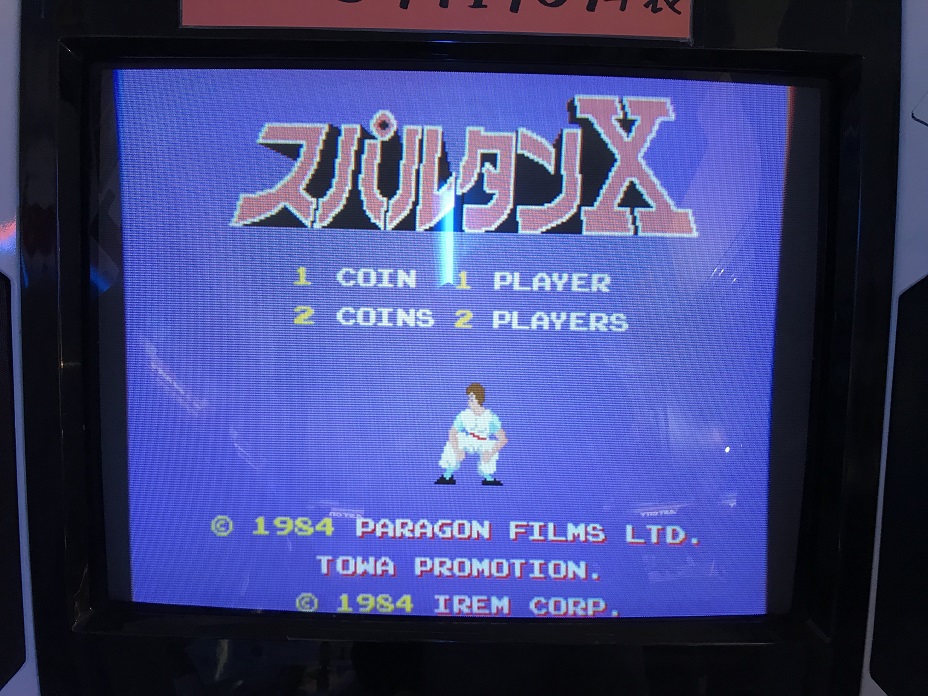 スパルタンX
1 COIN 1 PLAYER
2 COINS 2 PLAYERS
© 1984 PARAGON FILMS LTD.
TOWA PROMOTION.
© 1984 IREM CORP.